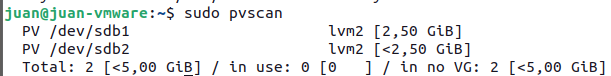 juan@juan-vmware:~$ sudo pvscan
  PV /dev/sdb1                      lvm2 [2,50 GiB]
  PV /dev/sdb2                      lvm2 [<2,50 GiB]
  Total: 2 [<5,00 GiB] / in use: 0 [0   ] / in no VG: 2 [<5,00 GiB]